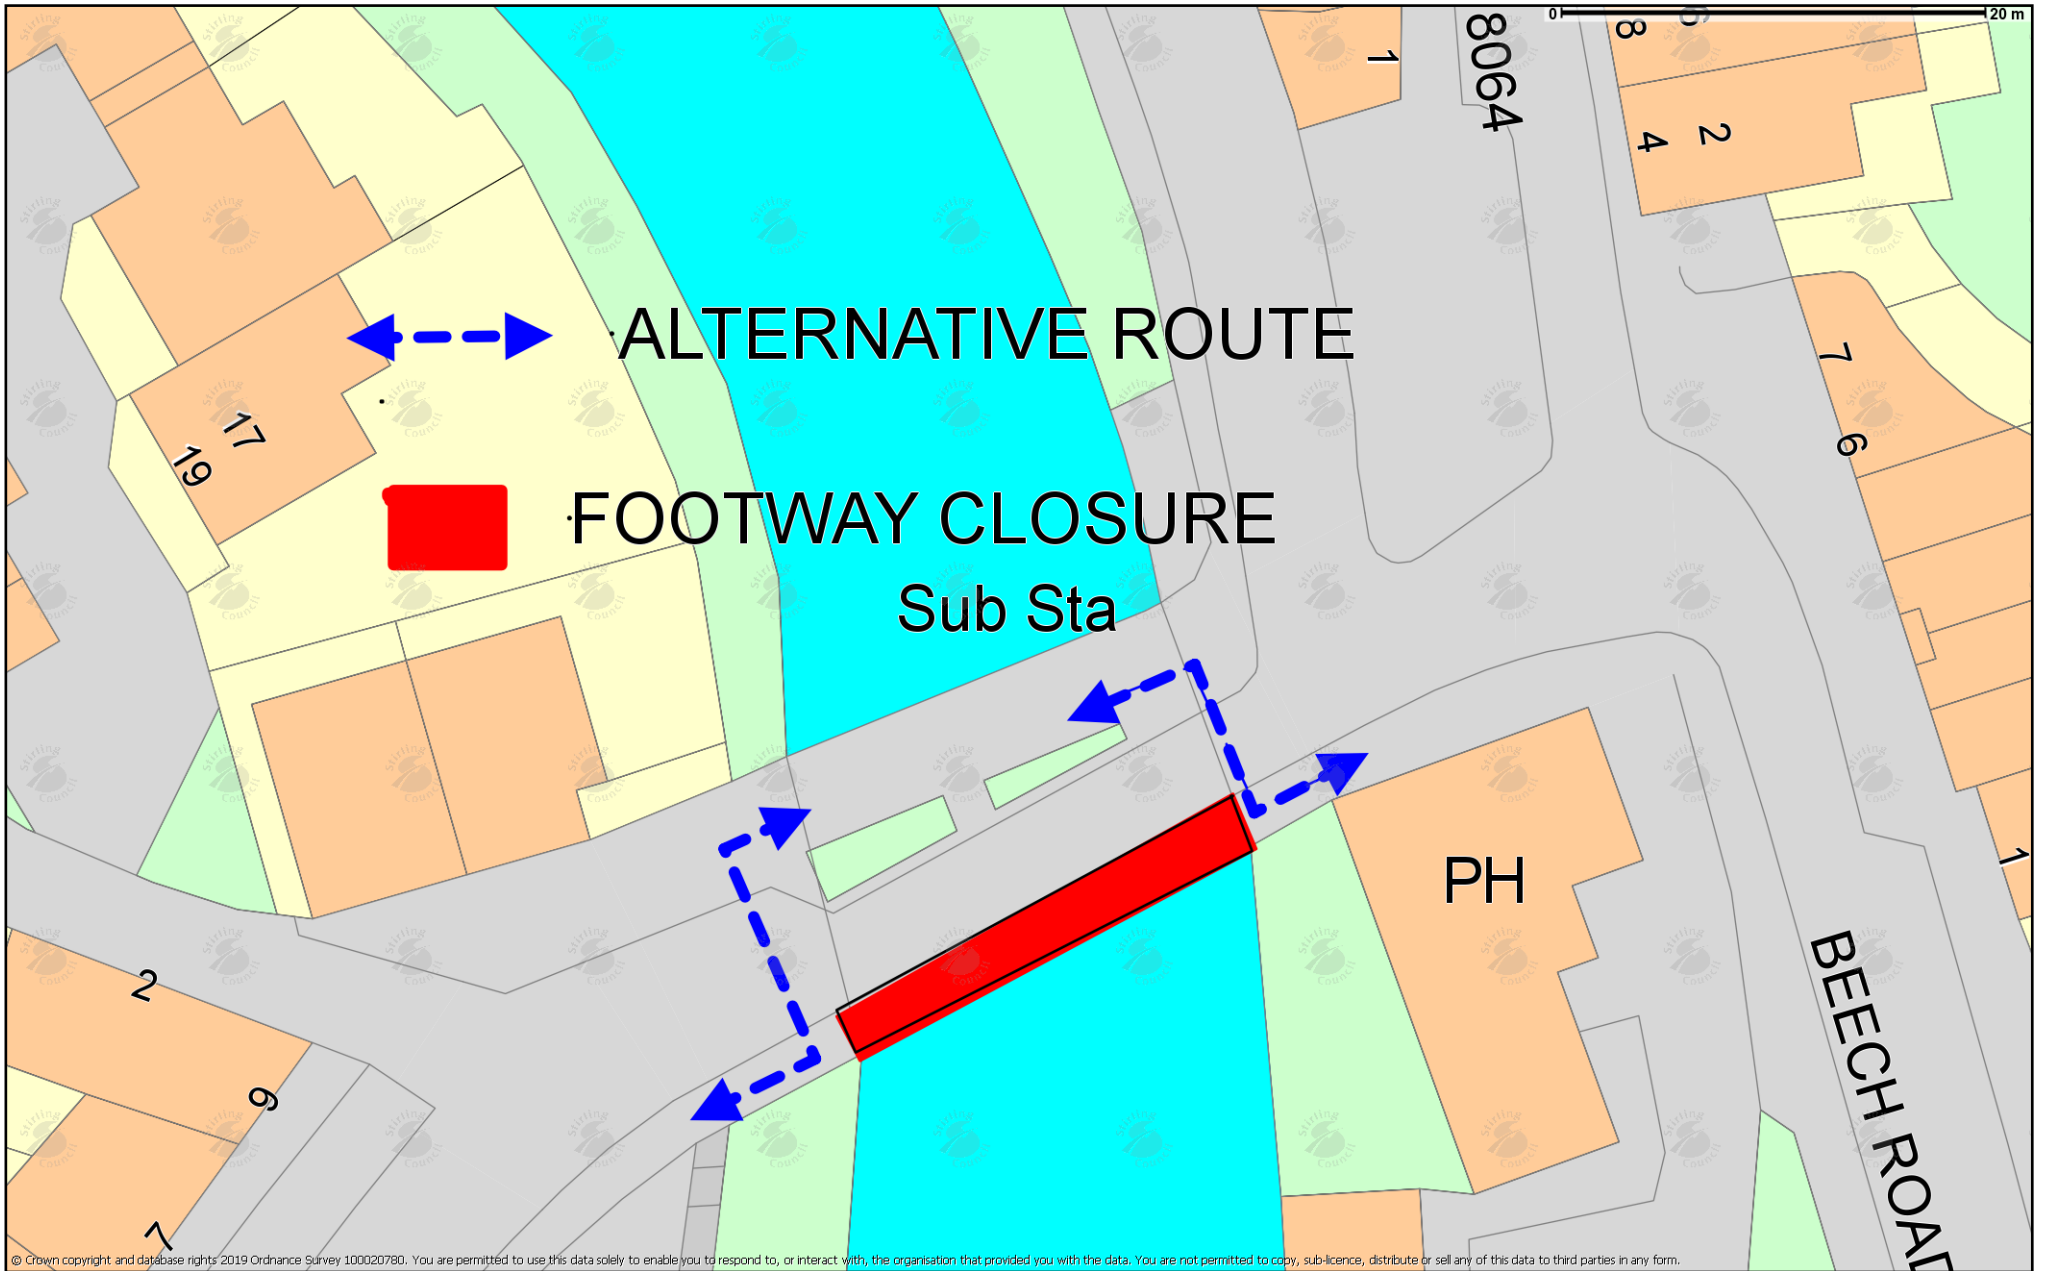 0 20 m
8064
1
8
6
4
2
ALTERNATIVE ROUTE
7
6
17
19
FOOTWAY CLOSURE
Sub Sta
PH
1
BEECH ROAD
2
9
7
Stirling Council
© Crown copyright and database rights 2019 Ordnance Survey 100020780. You are permitted to use this data solely to enable you to respond to, or interact with, the organisation that provided you with the data. You are not permitted to copy, sub-licence, distribute or sell any of this data to third parties in any form.